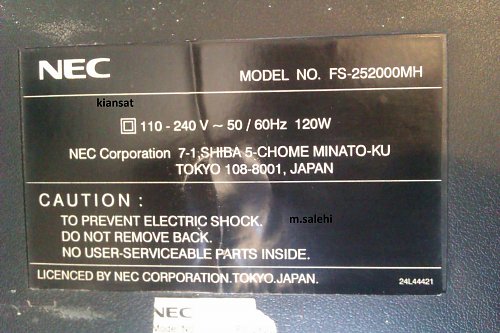 NEC
MODEL NO. FS-252000MH
kiansat
110 - 240 V ~ 50 / 60Hz 120W
NEC Corporation 7-1,SHIBA 5-CHOME MINATO-KU
TOKYO 108-8001, JAPAN
CAUTION :
TO PREVENT ELECTRIC SHOCK.
m.salehi
DO NOT REMOVE BACK.
NO USER-SERVICEABLE PARTS INSIDE.
LICENCED BY NEC CORPORATION.TOKYO.JAPAN.
24L44421
NEC
Model No